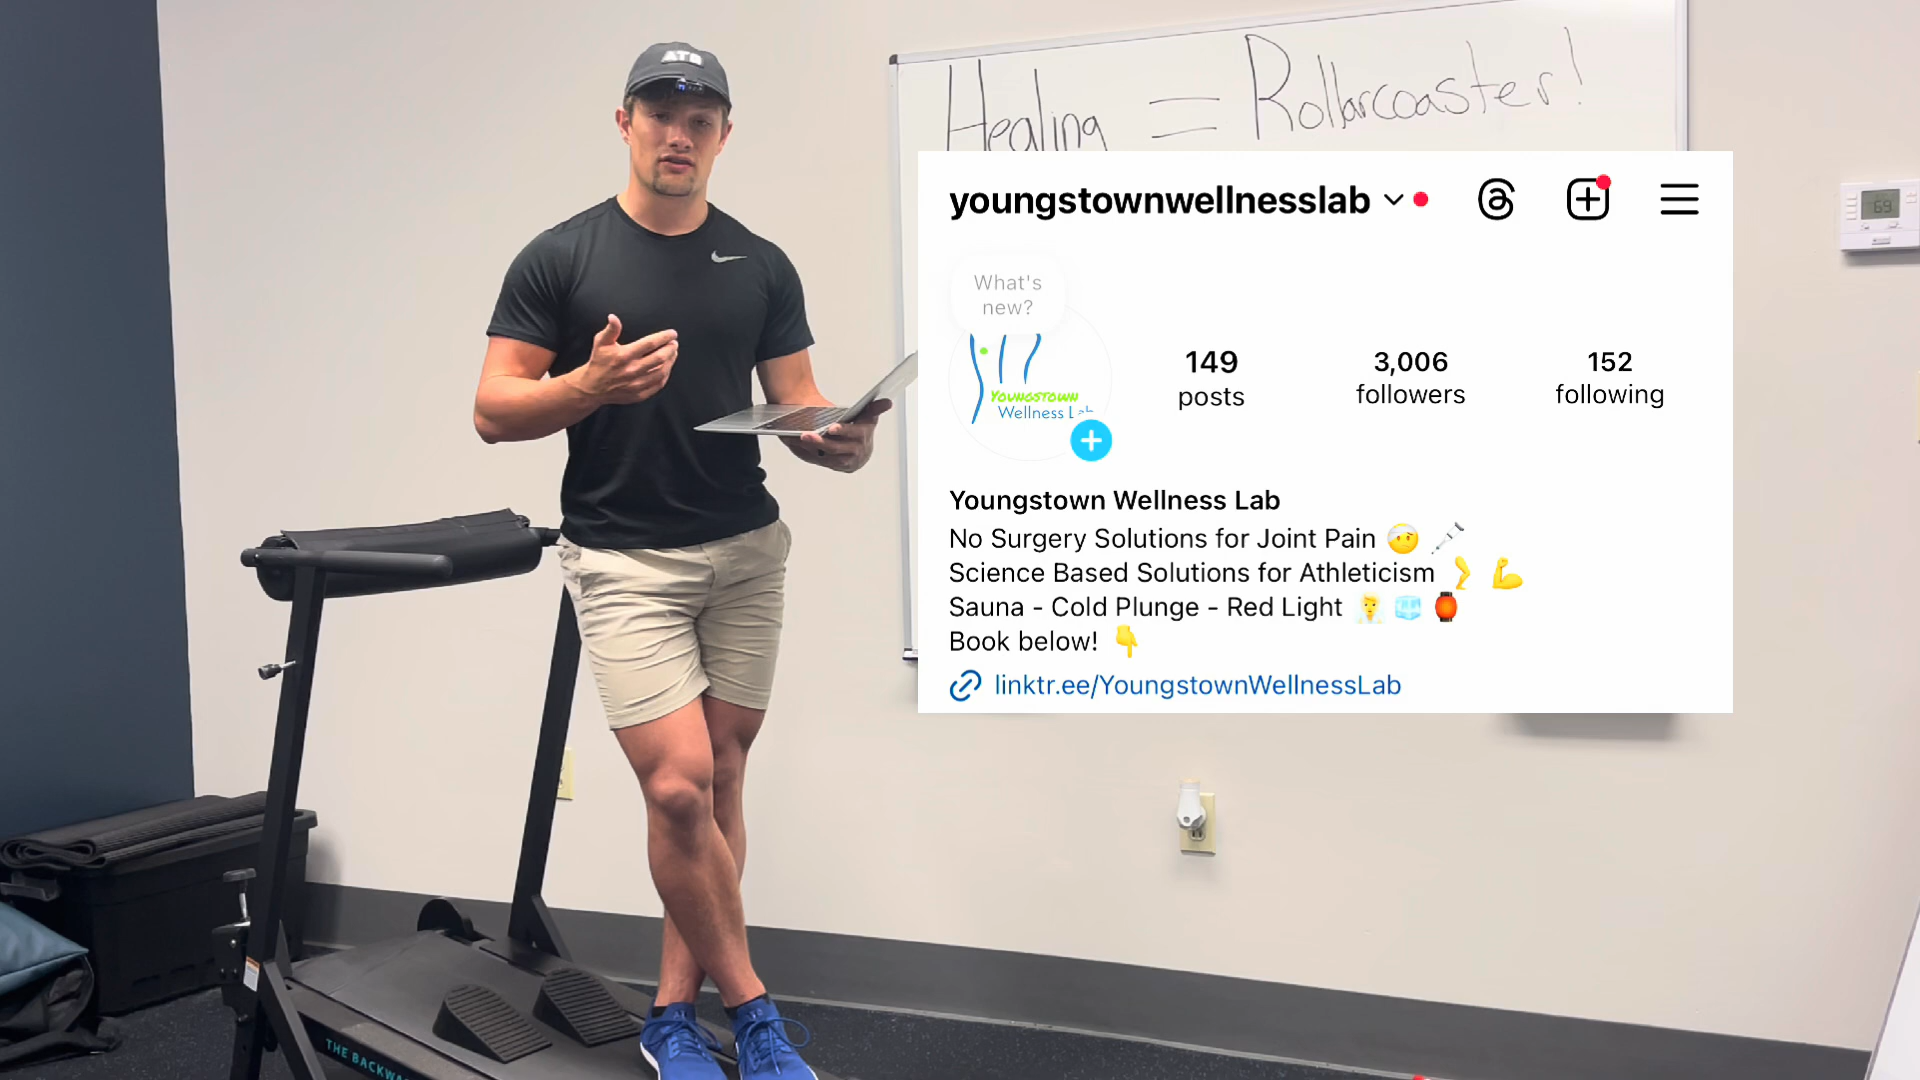 ATG
Healing = Rollarcoaster!
youngstownwellnesslab
What's
new?
Youngstown
Wellness Lab
149
posts
3,006
followers
152
following
Youngstown Wellness Lab
No Surgery Solutions for Joint Pain 🤕 🦯
Science Based Solutions for Athleticism 🦵 💪
Sauna - Cold Plunge - Red Light 🧖 🧊 🏮
Book below! 👇
linktr.ee/YoungstownWellnessLab
69